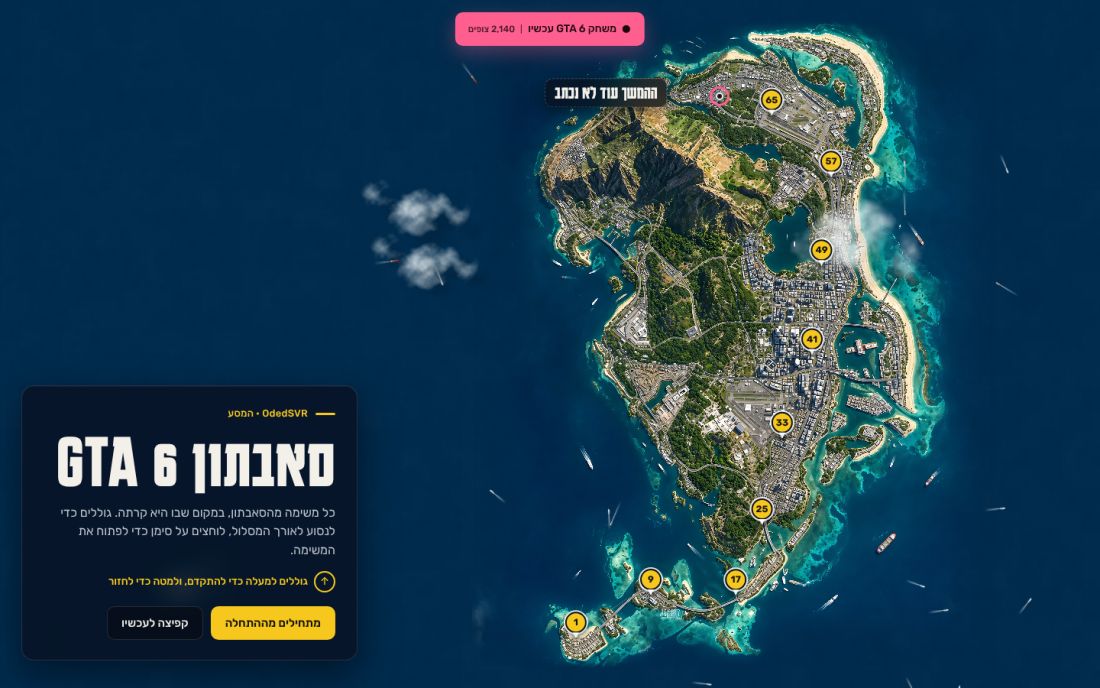 משחק GTA 6 עכשיו | 2,140 צופים
ההמשך עוד לא נכתב
65
57
49
41
33
25
17
9
1
OdedSVR • המסע
סאבתון GTA 6
כל משימה מהסאבתון, במקום שבו היא קרתה. גוללים כדי
לנסוע לאורך המסלול, לוחצים על סימן כדי לפתוח את
המשימה.
גוללים למעלה כדי להתקדם, ולמטה כדי לחזור
מתחילים מההתחלה
קפיצה לעכשיו